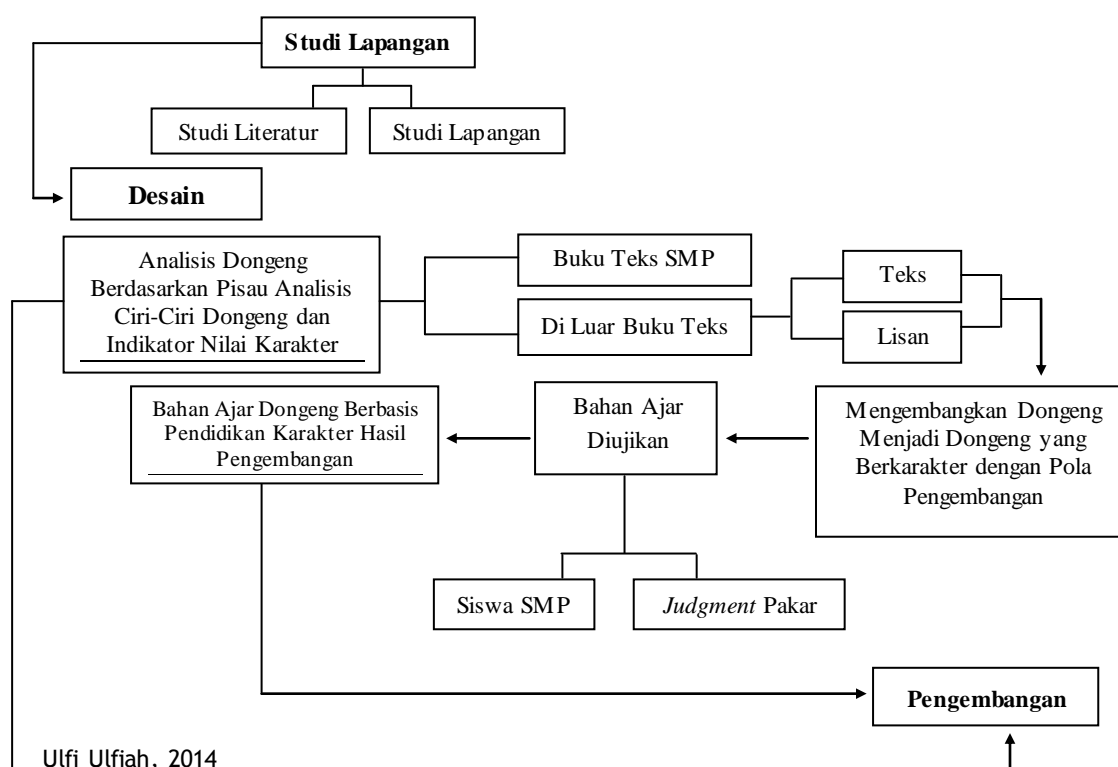 Studi Lapangan
Studi Literatur
Studi Lapangan
Desain
Analisis Dongeng
Berdasarkan Pisau Analisis
Ciri-Ciri Dongeng dan
Indikator Nilai Karakter
Buku Teks SMP
Di Luar Buku Teks
Teks
Lisan
Bahan Ajar Dongeng Berbasis
Pendidikan Karakter Hasil
Pengembangan
Bahan Ajar
Diujikan
Mengembangkan Dongeng
Menjadi Dongeng yang
Berkarakter dengan Pola
Pengembangan
Siswa SMP
Judgment Pakar
Pengembangan
Ulfi Ulfiah, 2014